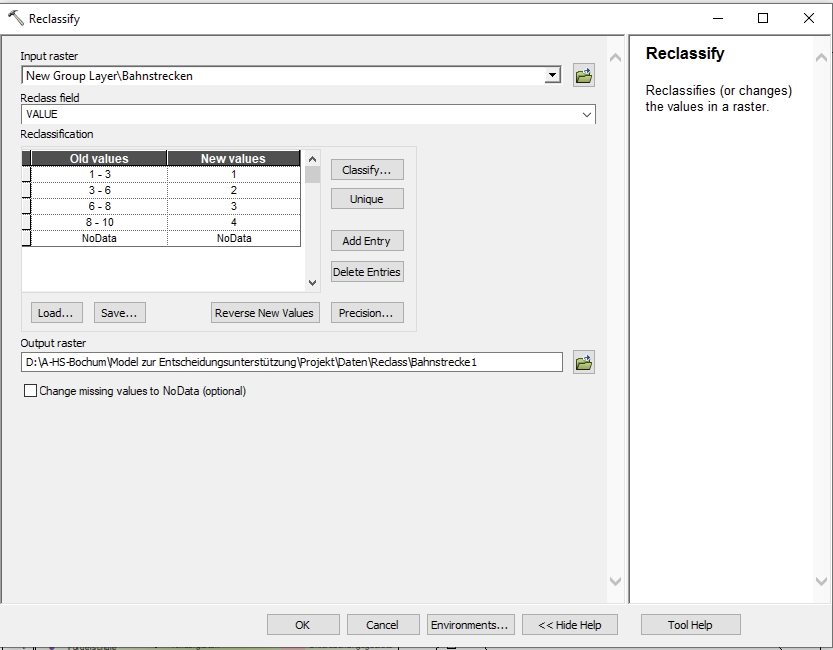 Reclassify
Input raster
New Group Layer\Bahnstrecken
Reclass field
VALUE
Reclassification
Old values New values
1 - 3 1
3 - 6 2
6 - 8 3
8 - 10 4
NoData NoData
Classify...
Unique
Add Entry
Delete Entries
Load... Save... Reverse New Values Precision...
Output raster
D:\A-HS-Bochum\Model zur Entscheidungsunterstützung\Projekt\Daten\Reclass\Bahnstrecke1
Change missing values to NoData (optional)
Reclassify
Reclassifies (or changes)
the values in a raster.
OK Cancel Environments... << Hide Help Tool Help